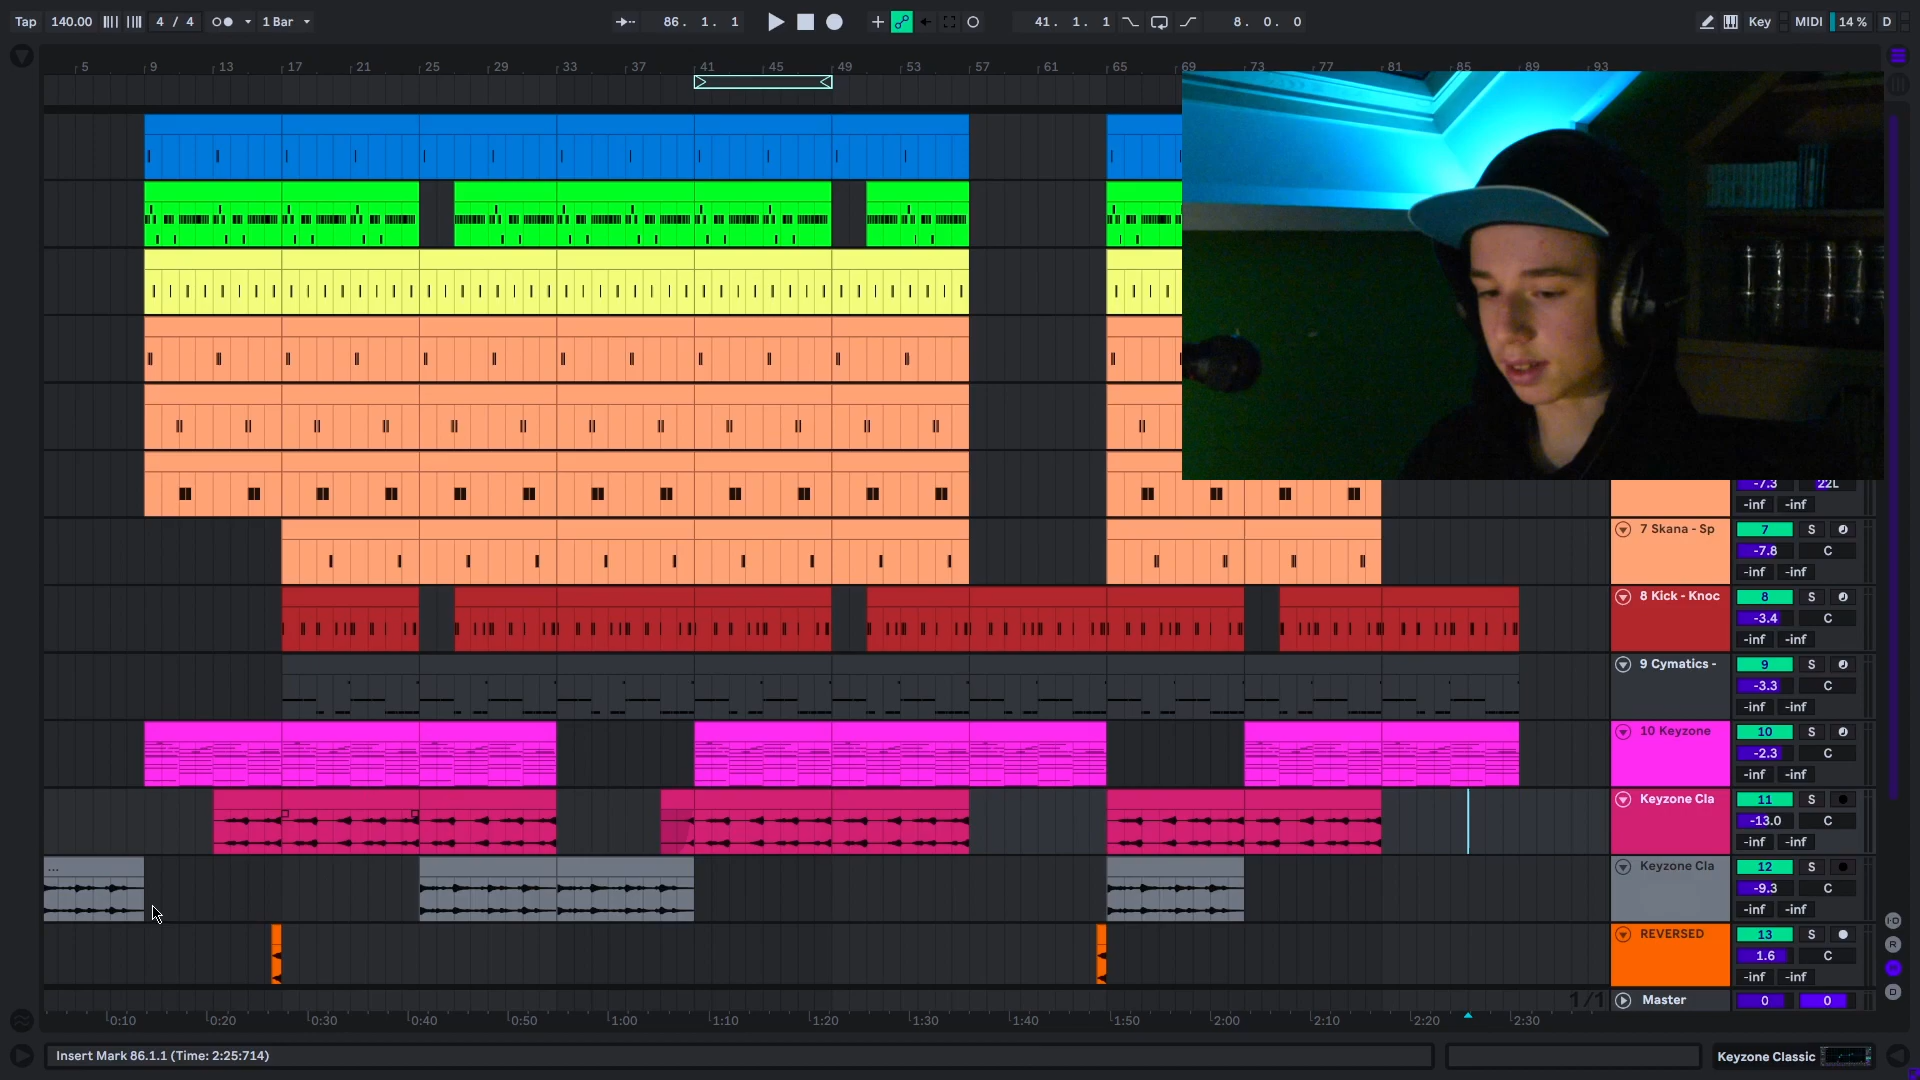 Tap 140.00 4 / 4 1 Bar 86. 1. 1 41. 1. 1 8. 0. 0 Key MIDI 14 % D
5 9 13 17 21 25 29 33 37 41 45 49 53 57 61 65 69 73 77 81 85 89 93
-7.3 22L
-inf -inf
7 Skana - Sp 7 S
-7.8 C
-inf -inf
8 Kick - Knoc 8 S
-3.4 C
-inf -inf
9 Cymatics - 9 S
-3.3 C
-inf -inf
10 Keyzone 10 S
-2.3 C
-inf -inf
Keyzone Cla 11 S
-13.0 C
-inf -inf
...
Keyzone Cla 12 S
-9.3 C
-inf -inf
REVERSED 13 S
1.6 C
-inf -inf
I·O
R
D
1/1
Master 0 0
0:10 0:20 0:30 0:40 0:50 1:00 1:10 1:20 1:30 1:40 1:50 2:00 2:10 2:20 2:30
Insert Mark 86.1.1 (Time: 2:25:714)
Keyzone Classic